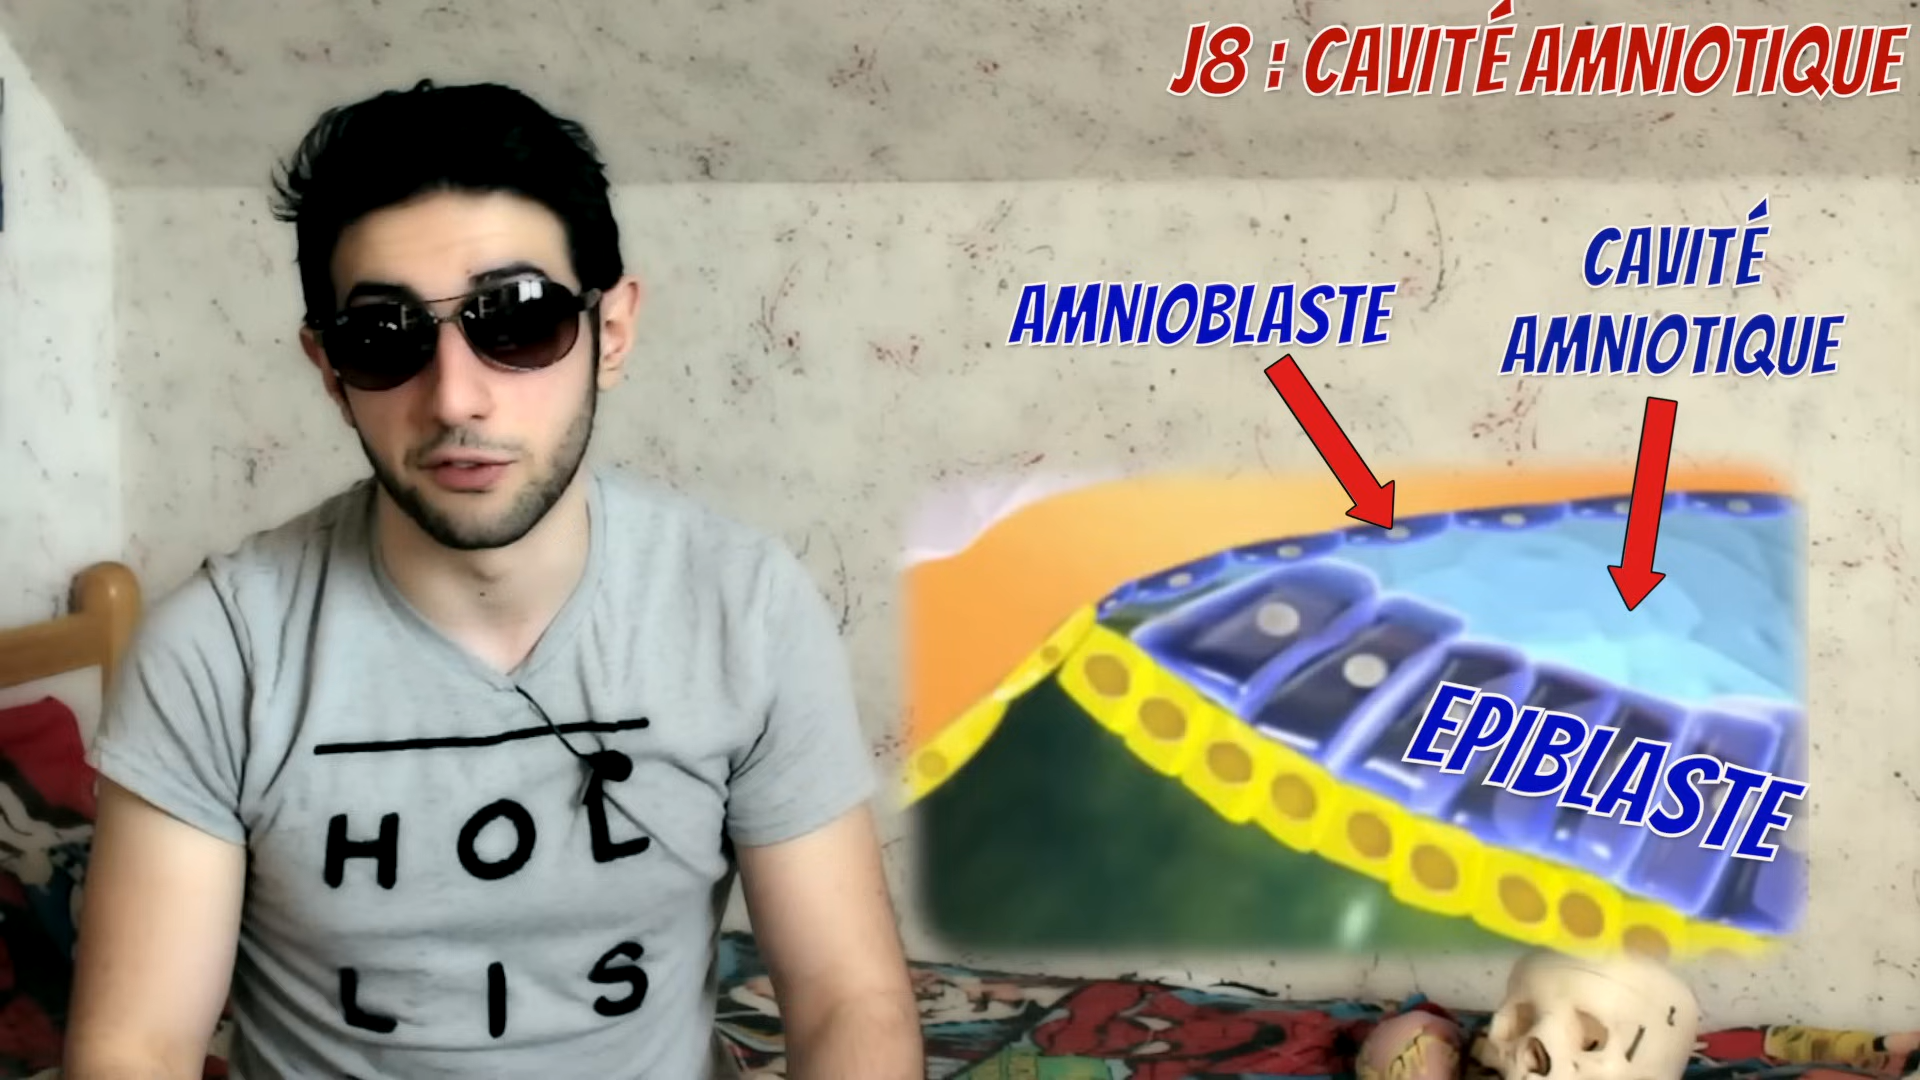 J8 : CAVITÉ AMNIOTIQUE
CAVITÉ
AMNIOTIQUE
AMNIOBLASTE
EPIBLASTE
HOL
LIS